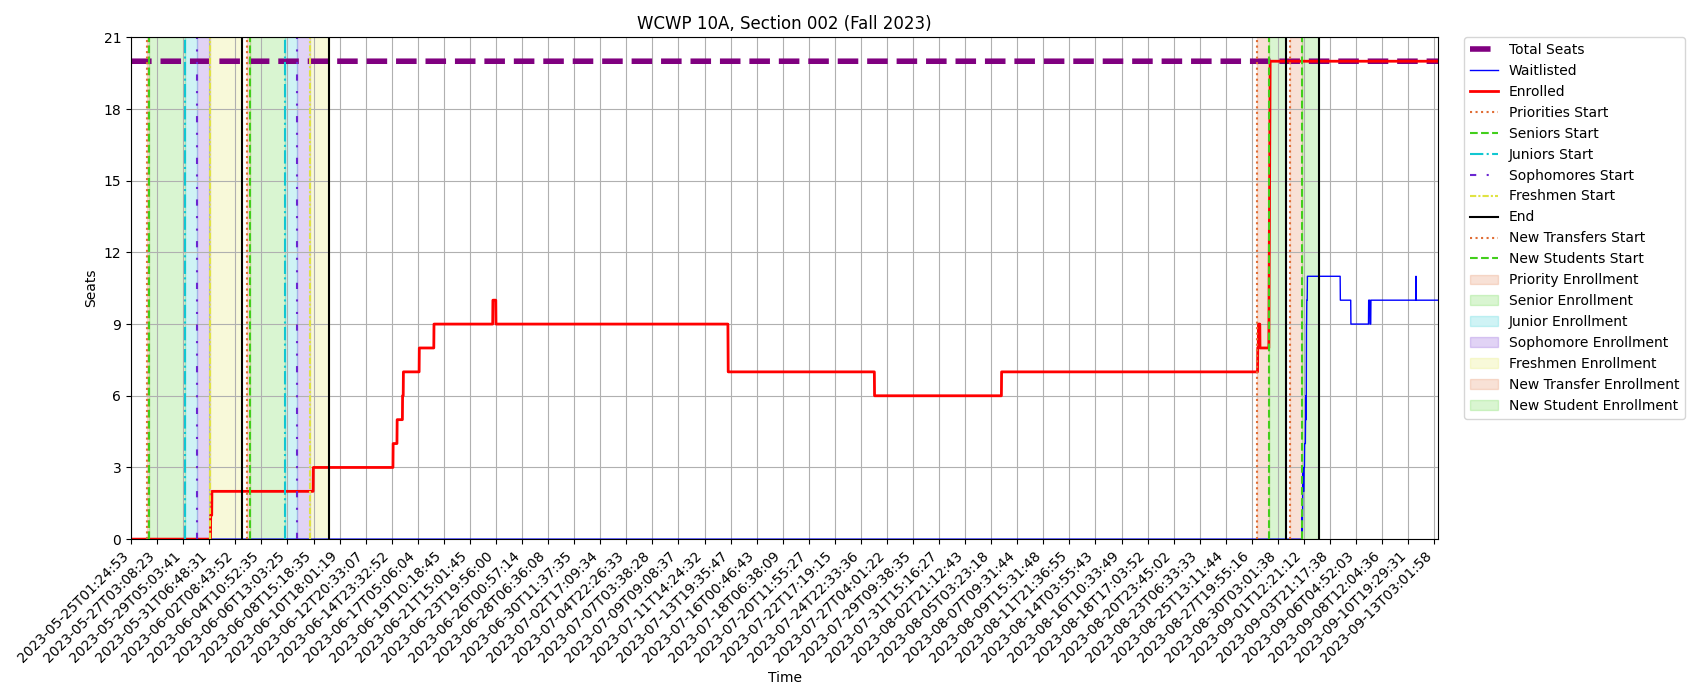 WCWP 10A, Section 002 (Fall 2023)
21
18
15
12
9
6
3
0
Seats
2023-05-25T01:24:53
2023-05-27T03:08:23
2023-05-29T05:03:41
2023-05-31T06:48:31
2023-06-02T08:43:52
2023-06-04T10:52:35
2023-06-06T13:03:25
2023-06-08T15:18:35
2023-06-10T18:01:19
2023-06-12T20:33:07
2023-06-14T23:32:52
2023-06-17T05:06:04
2023-06-19T10:18:45
2023-06-21T15:01:45
2023-06-23T19:56:00
2023-06-26T00:57:14
2023-06-28T06:36:08
2023-06-30T11:37:35
2023-07-02T17:09:34
2023-07-04T22:26:33
2023-07-07T03:38:28
2023-07-09T09:08:37
2023-07-11T14:24:32
2023-07-13T19:35:47
2023-07-16T00:46:43
2023-07-18T06:38:09
2023-07-20T11:55:27
2023-07-22T17:19:15
2023-07-24T22:33:36
2023-07-27T04:01:22
2023-07-29T09:38:35
2023-07-31T15:16:27
2023-08-02T21:12:43
2023-08-05T03:23:18
2023-08-07T09:31:44
2023-08-09T15:31:48
2023-08-11T21:36:55
2023-08-14T03:55:43
2023-08-16T10:33:49
2023-08-18T17:03:52
2023-08-20T23:45:02
2023-08-23T06:33:33
2023-08-25T13:11:44
2023-08-27T19:55:16
2023-08-30T03:01:38
2023-09-01T12:21:12
2023-09-03T21:17:38
2023-09-06T04:52:03
2023-09-08T12:04:36
2023-09-10T19:29:31
2023-09-13T03:01:58
Time
Total Seats
Waitlisted
Enrolled
Priorities Start
Seniors Start
Juniors Start
Sophomores Start
Freshmen Start
End
New Transfers Start
New Students Start
Priority Enrollment
Senior Enrollment
Junior Enrollment
Sophomore Enrollment
Freshmen Enrollment
New Transfer Enrollment
New Student Enrollment